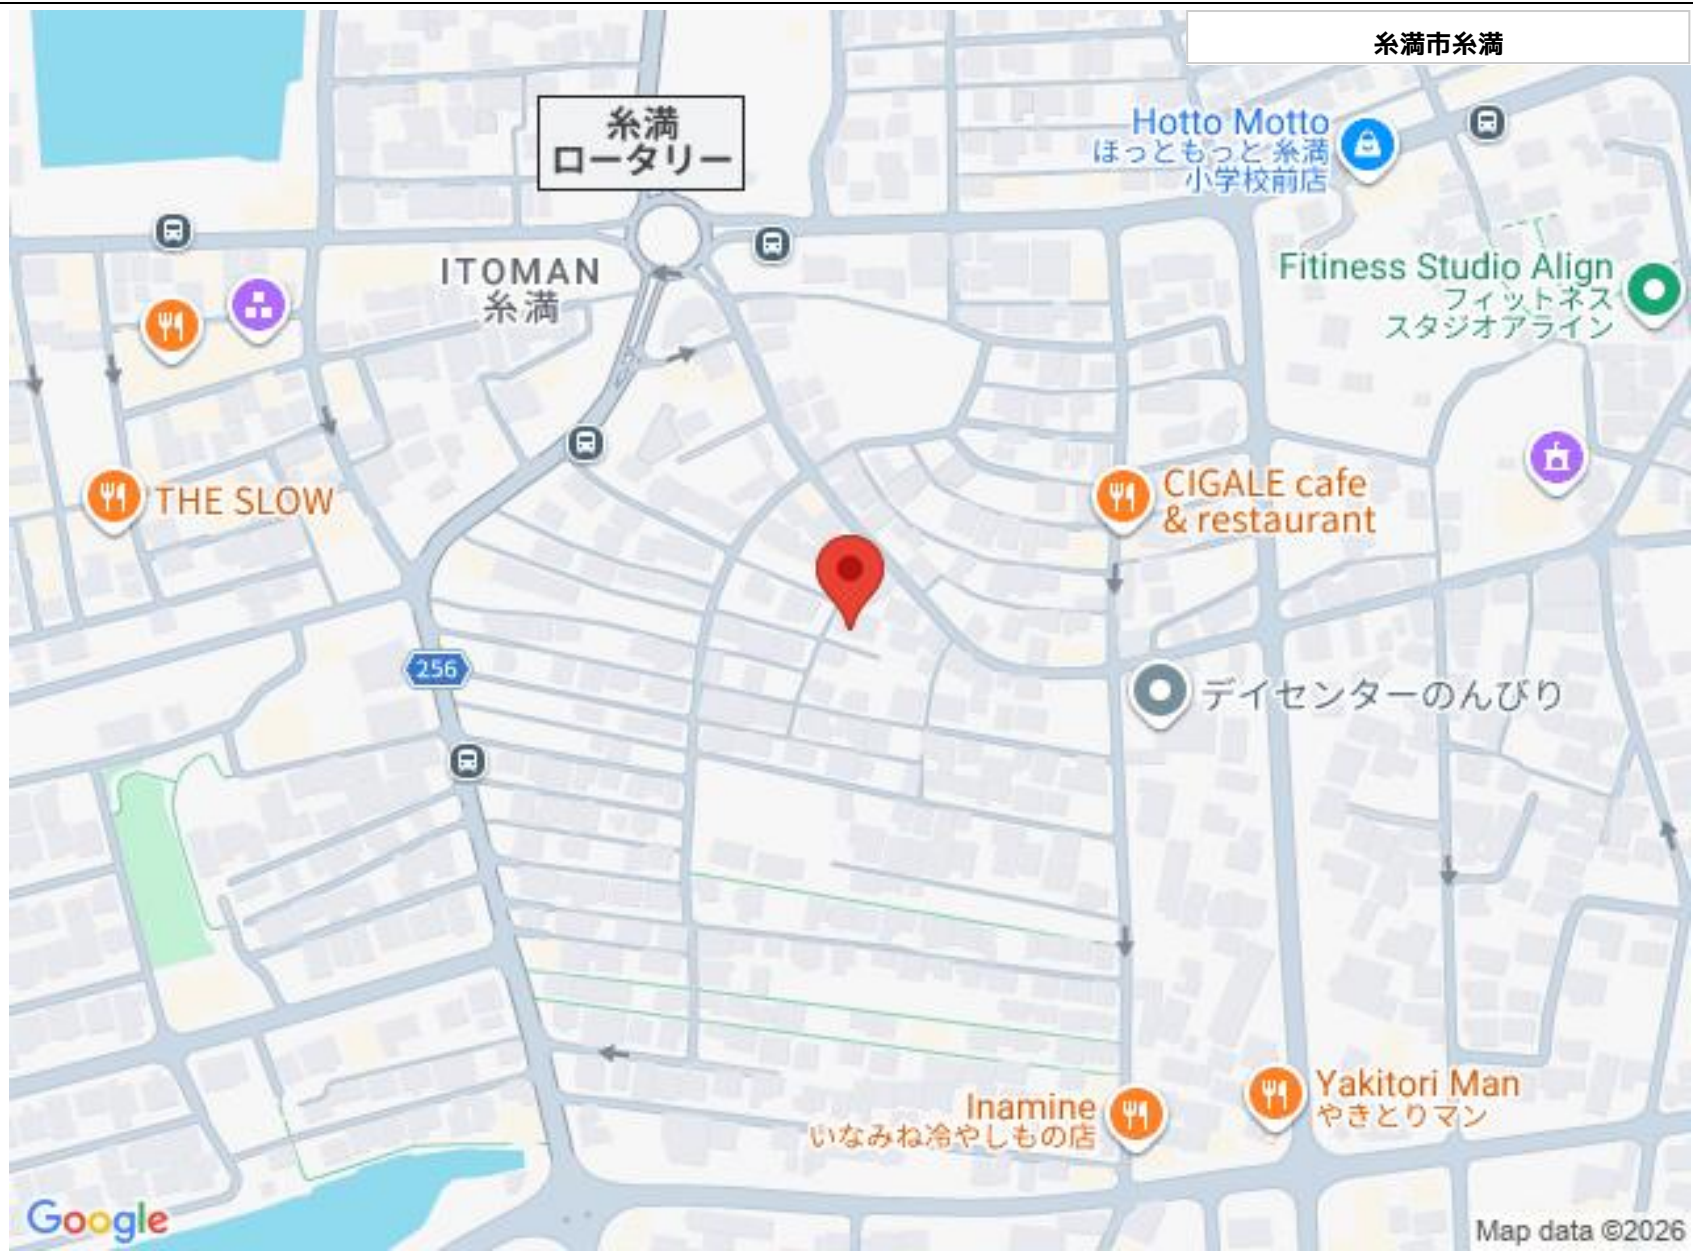 糸満市糸満
糸満
ロータリー
Hotto Motto
ほっともっと 糸満
小学校前店
ITOMAN
糸満
Fitiness Studio Align
フィットネス
スタジオアライン
THE SLOW
CIGALE cafe
& restaurant
256
デイセンターのんびり
Inamine
いなみね冷やしもの店
Yakitori Man
やきとりマン
Google
Map data ©2026